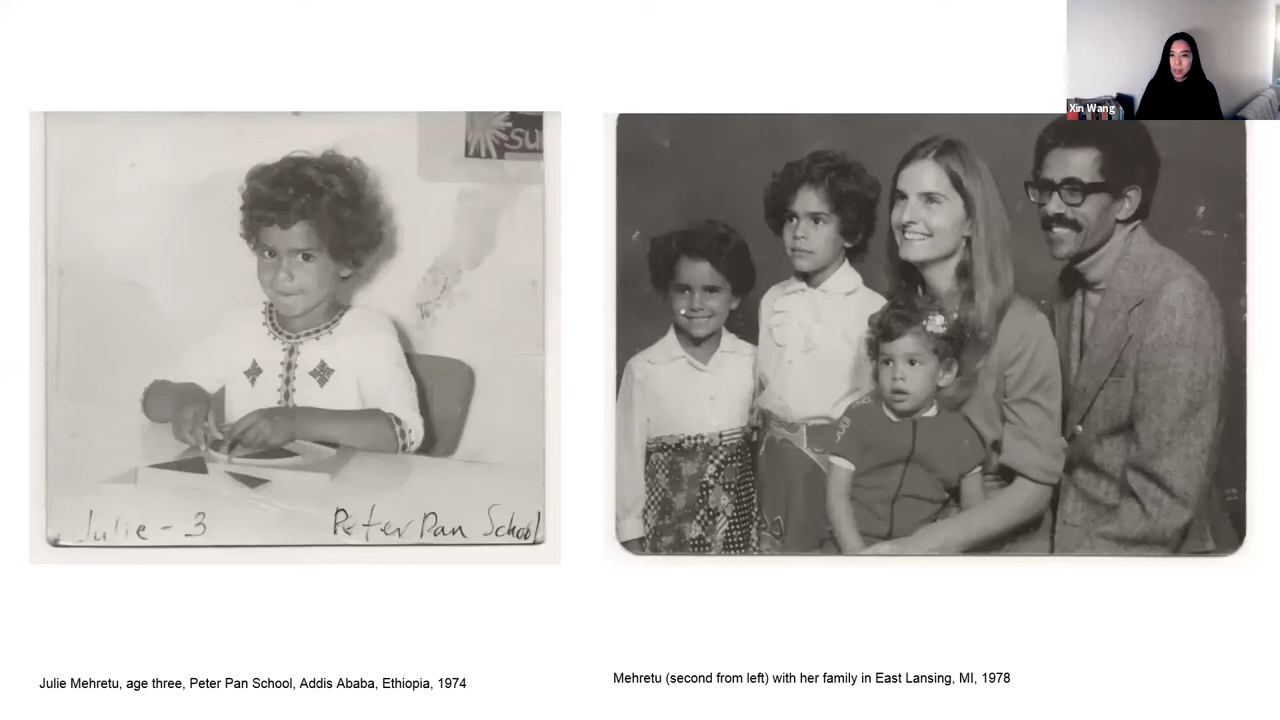 Xin Wang
su
Julie - 3 Peter Pan School
Julie Mehretu, age three, Peter Pan School, Addis Ababa, Ethiopia, 1974
Mehretu (second from left) with her family in East Lansing, MI, 1978